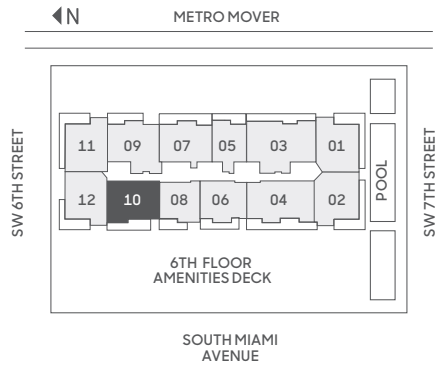 N
METRO MOVER
SW 6TH STREET
11
09
07
05
03
01
12
10
08
06
04
02
POOL
SW 7TH STREET
6TH FLOOR
AMENITIES DECK
SOUTH MIAMI
AVENUE